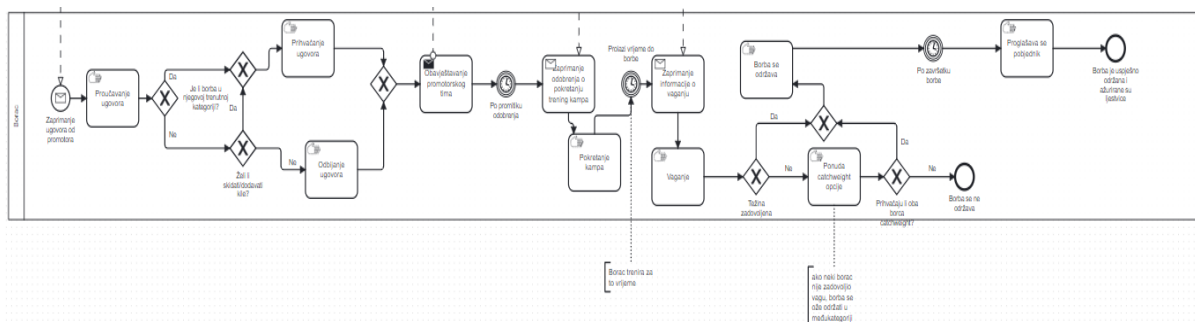 Borac
Zaprimanje
ugovora od
promotora
Proučavanje
ugovora
Da
Ne
Je li borba u
njegovoj trenutnoj
kategoriji?
Da
Želi li
skidati/dodavati
kile?
Ne
Prihvaćanje
ugovora
Odbijanje
ugovora
Obavještavanje
promotorskog
tima
Po primitku
odobrenja
Zaprimanje
odobrenja o
pokretanju
trening kampa
Pokretanje
kampa
Prolazi vrijeme do
borbe
Borac trenira za
to vrijeme
Zaprimanje
informacije o
vaganju
Vaganje
Težina
zadovoljena
Da
Ne
Ponuda
catchweight
opcije
ako neki borac
nije zadovoljio
vagu, borba se
ože održati u
međukategoriji
Prihvaćaju li oba
borca
catchweight?
Da
Ne
Borba se ne
održava
Borba se
održava
Po završetku
borbe
Proglašava se
pobjednik
Borba je uspješno
održana i
ažurirane su
ljestvice